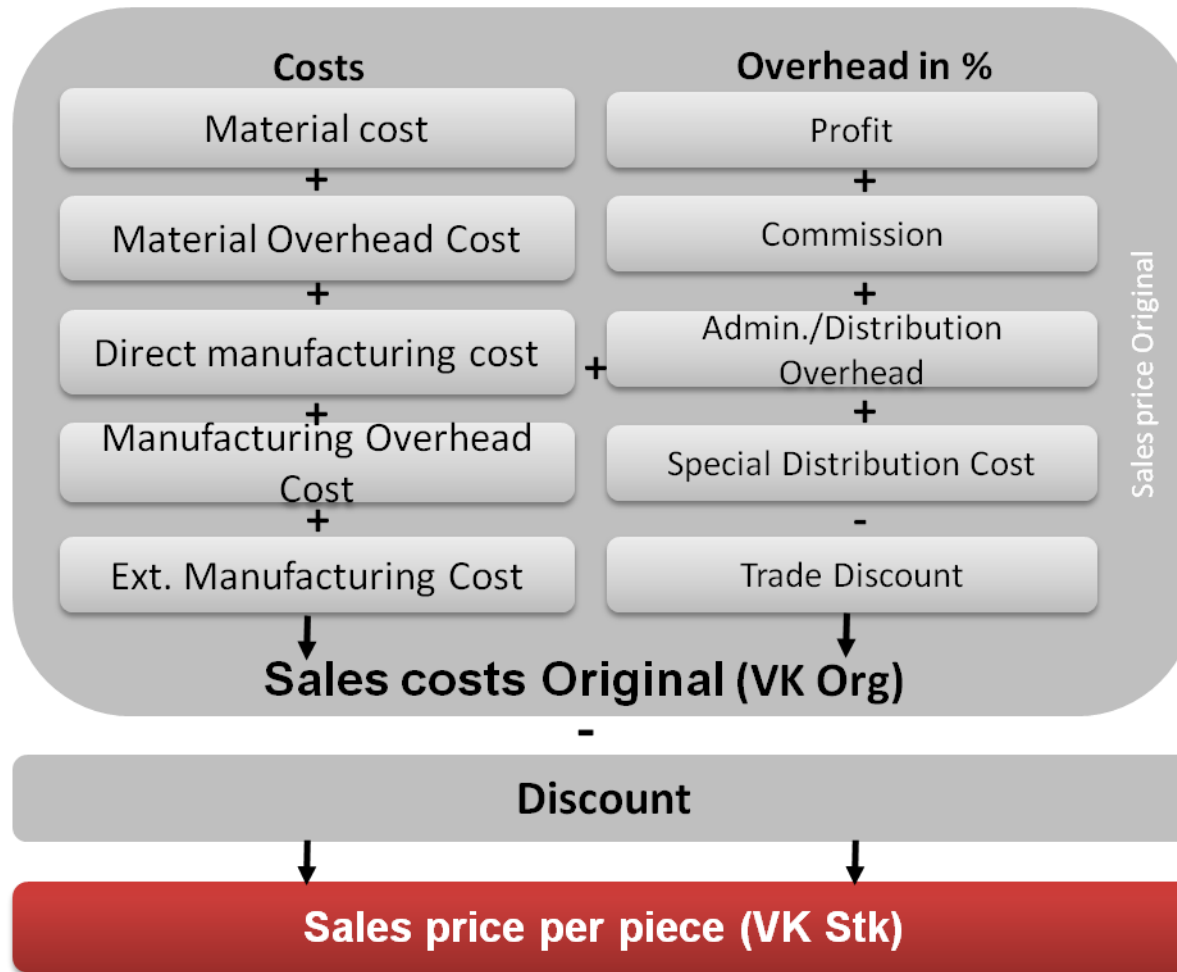 Costs
Material cost
+
Material Overhead Cost
+
Direct manufacturing cost
+
Manufacturing Overhead
Cost
+
Ext. Manufacturing Cost
+
Overhead in %
Profit
+
Commission
+
Admin./Distribution
Overhead
+
Special Distribution Cost
-
Trade Discount
Sales price Original
Sales costs Original (VK Org)
-
Discount
Sales price per piece (VK Stk)